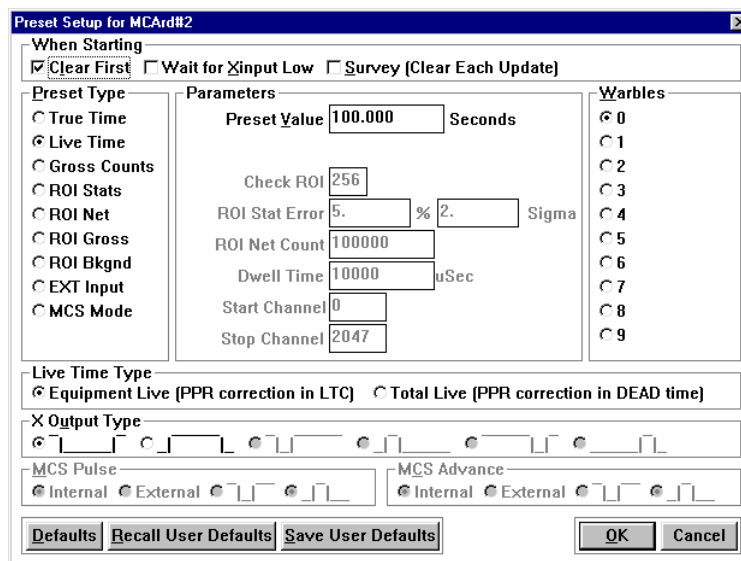 Preset Setup for MCArd#2
When Starting
Clear First Wait for Xinput Low Survey (Clear Each Update)
Preset Type
True Time
Live Time
Gross Counts
ROI Stats
ROI Net
ROI Gross
ROI Bkgnd
EXT Input
MCS Mode
Parameters
Preset Value 100.000 Seconds
Check ROI 256
ROI Stat Error 5. % 2. Sigma
ROI Net Count 100000
Dwell Time 10000 uSec
Start Channel 0
Stop Channel 2047
Warbles
0
1
2
3
4
5
6
7
8
9
Live Time Type
Equipment Live (PPR correction in LTC) Total Live (PPR correction in DEAD time)
X Output Type
MCS Pulse
Internal External
MCS Advance
Internal External
Defaults Recall User Defaults Save User Defaults OK Cancel